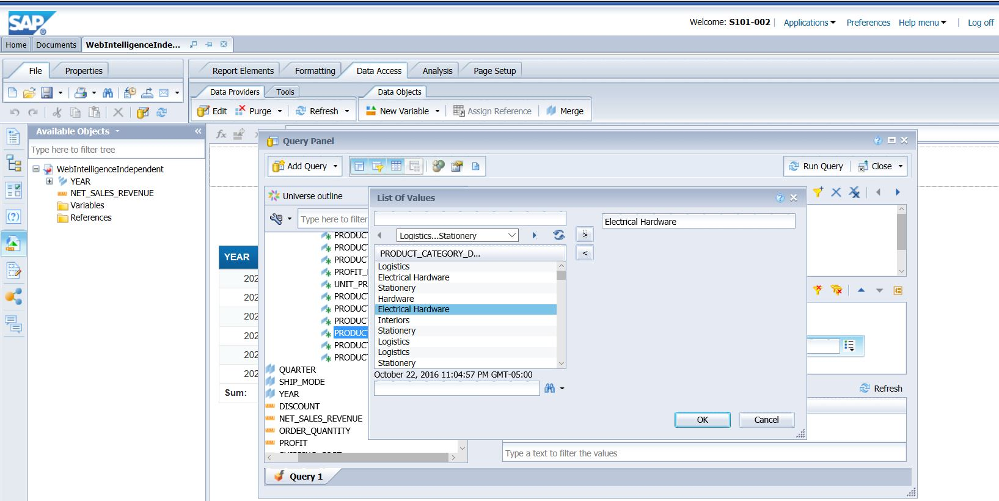 SAP ®
Welcome: S101-002 | Applications Preferences Help menu | Log off
Home Documents WebIntelligenceInde...
File Properties Report Elements Formatting Data Access Analysis Page Setup
Data Providers Tools Data Objects
Edit Purge Refresh New Variable Assign Reference Merge
Available Objects
Type here to filter tree
WebIntelligenceIndependent
YEAR
NET_SALES_REVENUE
Variables
References
fx
YEAR
202
202
202
202
202
202
Sum:
Query Panel
Add Query Run Query Close
Universe outline
Type here to filter
PRODUCT
PRODUCT
PRODUCT
PROFIT_
UNIT_PR
PRODUCT
PRODUCT
PRODUCT
PRODUCT
PRODUCT
PRODUCT
QUARTER
SHIP_MODE
YEAR
DISCOUNT
NET_SALES_REVENUE
ORDER_QUANTITY
PROFIT
List Of Values
Logistics...Stationery
PRODUCT_CATEGORY_D...
Logistics
Electrical Hardware
Stationery
Hardware
Electrical Hardware
Interiors
Stationery
Logistics
Logistics
Stationery
October 22, 2016 11:04:57 PM GMT-05:00
>
<
Electrical Hardware
OK Cancel
Refresh
Type a text to filter the values
Query 1